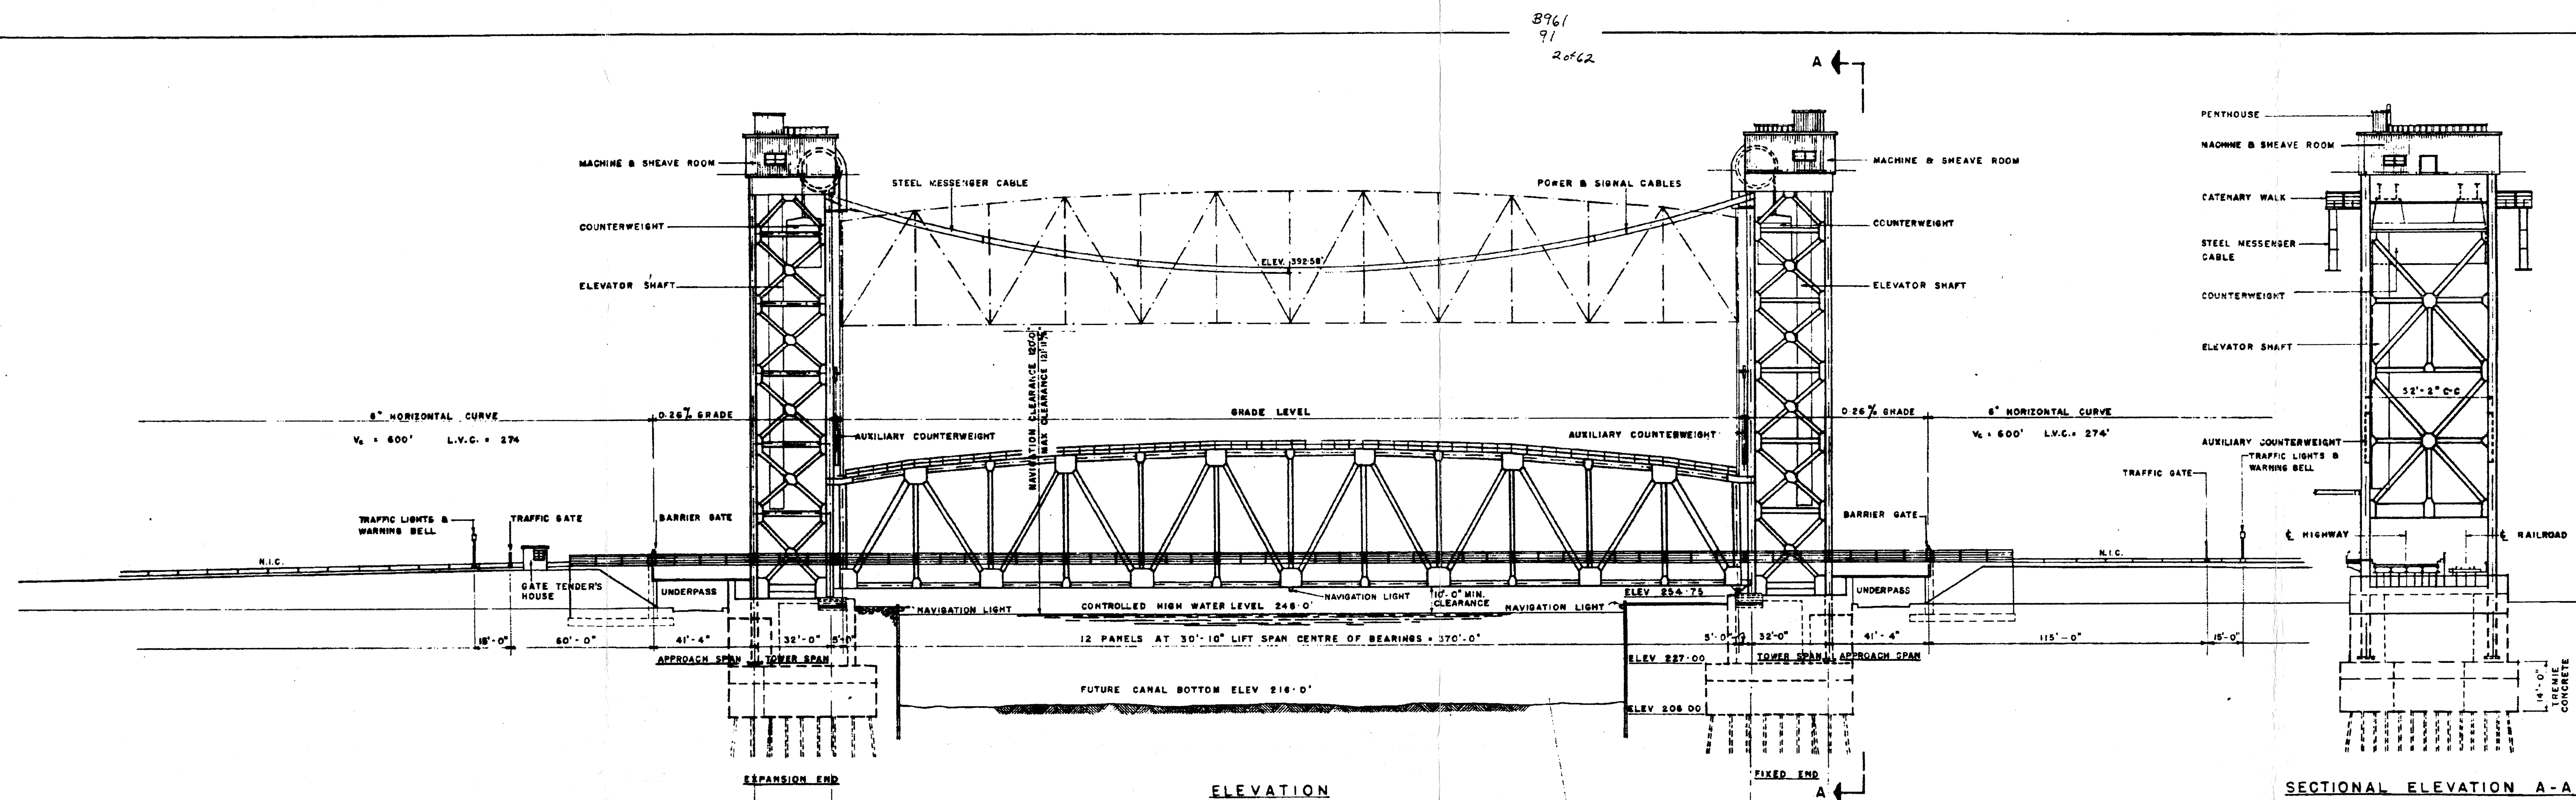 B961
91
2 of 62
A
PENTHOUSE
MACHINE & SHEAVE ROOM
MACHINE & SHEAVE ROOM
MACHINE & SHEAVE ROOM
STEEL MESSENGER CABLE
POWER & SIGNAL CABLES
CATENARY WALK
COUNTERWEIGHT
COUNTERWEIGHT
STEEL MESSENGER
CABLE
ELEV. 392·58'
ELEVATOR SHAFT
ELEVATOR SHAFT
COUNTERWEIGHT
ELEVATOR SHAFT
NAVIGATION CLEARANCE 120'·0"
MAX CLEARANCE
52'-2" C-C
6° HORIZONTAL CURVE
0·26% GRADE
GRADE LEVEL
0·26% GRADE
6° HORIZONTAL CURVE
Vc = 600' L.V.C. = 274
AUXILIARY COUNTERWEIGHT
AUXILIARY COUNTERWEIGHT
Vc = 600' L.V.C. = 274'
AUXILIARY COUNTERWEIGHT
TRAFFIC LIGHTS &
WARNING BELL
TRAFFIC GATE
TRAFFIC LIGHTS &
WARNING BELL
TRAFFIC GATE
BARRIER GATE
BARRIER GATE
℄ HIGHWAY
℄ RAILROAD
N.I.C.
N.I.C.
GATE TENDER'S
HOUSE
UNDERPASS
NAVIGATION LIGHT
CONTROLLED HIGH WATER LEVEL 246·0'
NAVIGATION LIGHT
10'-0" MIN.
CLEARANCE
NAVIGATION LIGHT
ELEV 254·75
UNDERPASS
15'-0"
60'-0"
41'-4"
32'-0"
5'-0"
12 PANELS AT 30'-10" LIFT SPAN CENTRE OF BEARINGS = 370'-0"
5'-0"
32'-0"
41'-4"
115'-0"
15'-0"
APPROACH SPAN
TOWER SPAN
ELEV 227·00
TOWER SPAN
APPROACH SPAN
FUTURE CANAL BOTTOM ELEV 216·0'
ELEV 206·00
14'-0"
TREMIE
CONCRETE
EXPANSION END
ELEVATION
FIXED END
A
SECTIONAL ELEVATION A-A